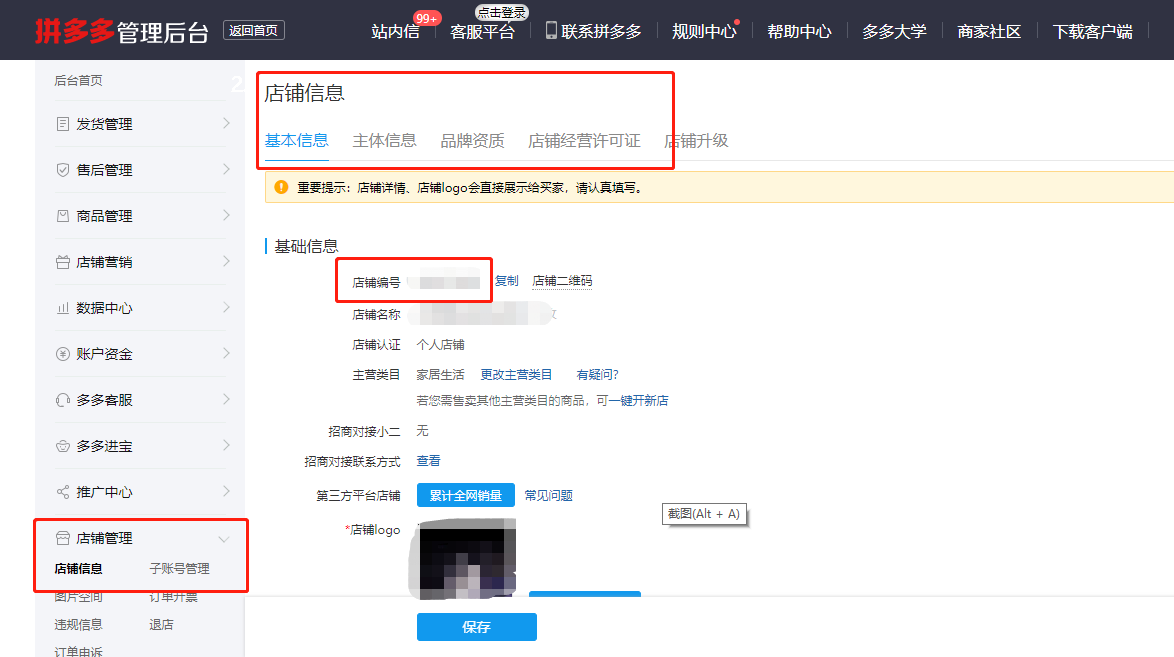 点击登录
拼多多管理后台 返回首页 站内信 99+ 客服平台 联系拼多多 规则中心 帮助中心 多多大学 商家社区 下载客户端
后台首页
发货管理
售后管理
商品管理
店铺营销
数据中心
账户资金
多多客服
多多进宝
推广中心
店铺管理
店铺信息 子账号管理
图片空间 订单开票
违规信息 退店
订单申诉
2
店铺信息
基本信息 主体信息 品牌资质 店铺经营许可证 店铺升级
重要提示：店铺详情、店铺logo会直接展示给买家，请认真填写。
基础信息
店铺编号 复制 店铺二维码
店铺名称
店铺认证 个人店铺
主营类目 家居生活 更改主营类目 有疑问?
若您需售卖其他主营类目的商品，可一键开新店
招商对接小二 无
招商对接联系方式 查看
第三方平台店铺 累计全网销量 常见问题
*店铺logo
截图(Alt + A)
保存